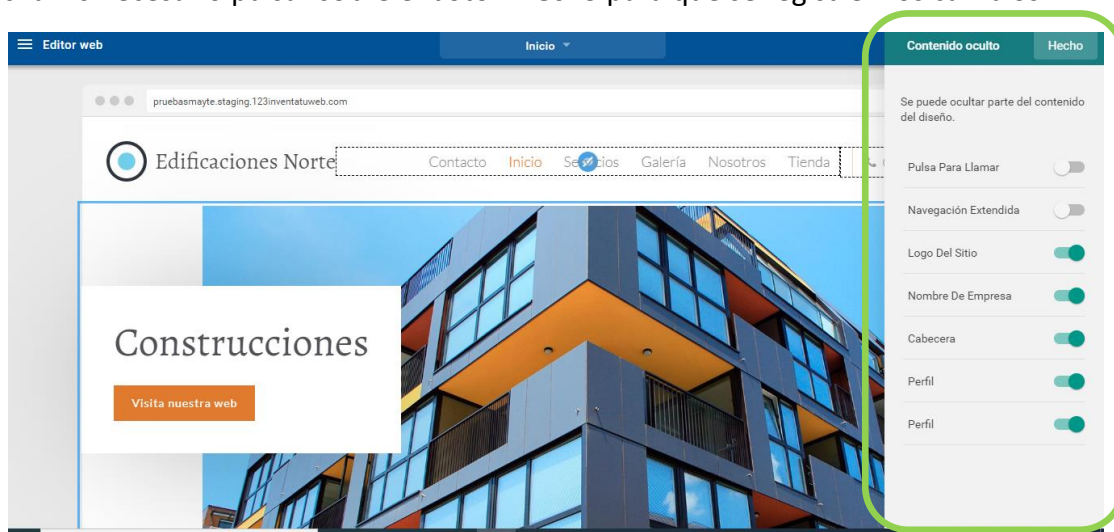 Editor web
Inicio
Contenido oculto
Hecho
pruebasmayte.staging.123inventatuweb.com
Se puede ocultar parte del contenido
del diseño.
Edificaciones Norte
Contacto Inicio Galería Nosotros Tienda
Pulsa Para Llamar
Navegación Extendida
Logo Del Sitio
Nombre De Empresa
Cabecera
Perfil
Perfil
Construcciones
Visita nuestra web